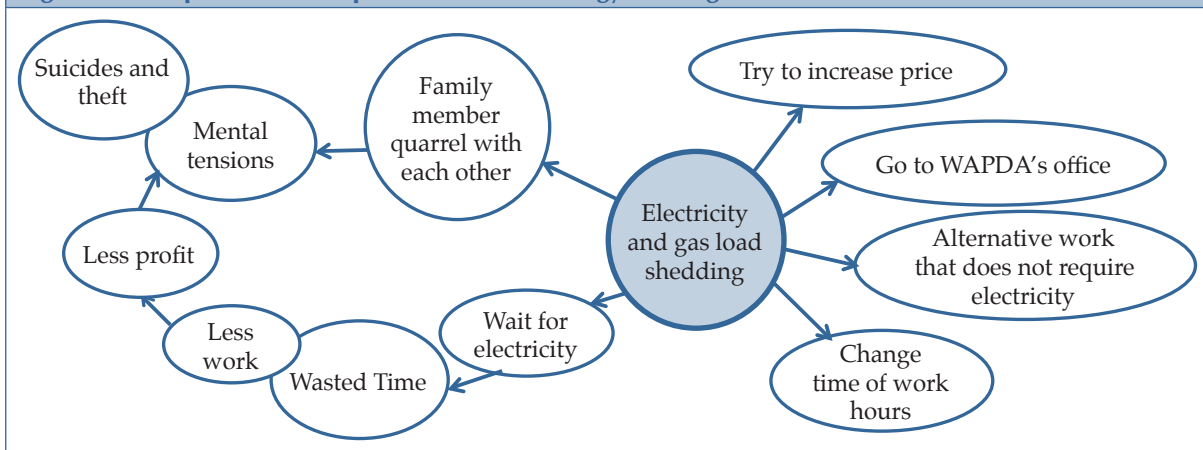 Suicides and
theft
Mental
tensions
Family
member
quarrel with
each other
Try to increase price
Go to WAPDA's office
Electricity
and gas load
shedding
Alternative work
that does not require
electricity
Less profit
Less
work
Wasted Time
Wait for
electricity
Change
time of work
hours